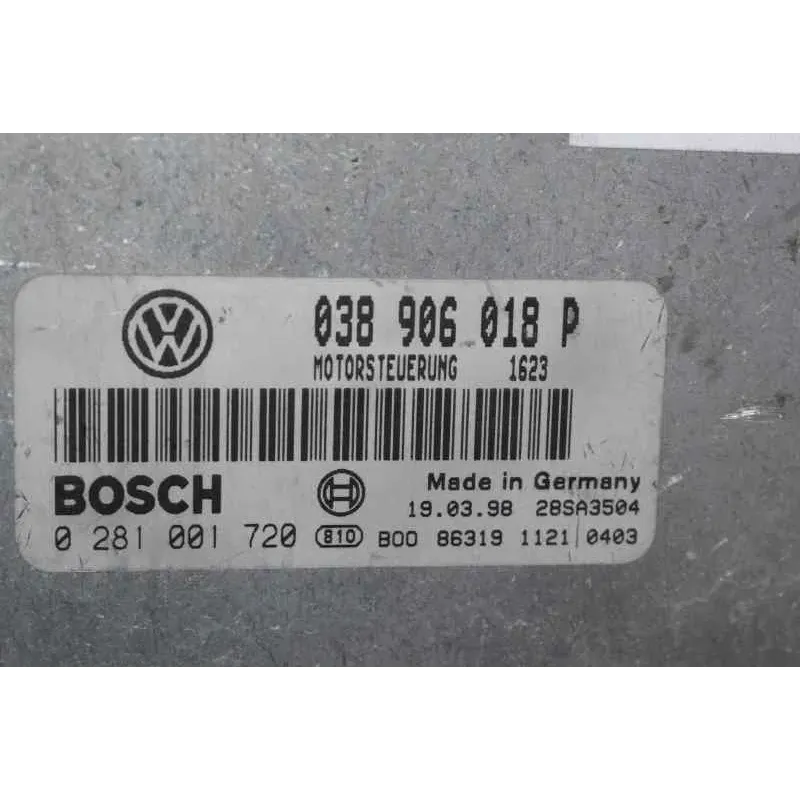 VW
038 906 018 P
MOTORSTEUERUNG 1623
BOSCH
Made in Germany
19.03.98 28SA3504
0 281 001 720 810 B00 86319 1121 0403